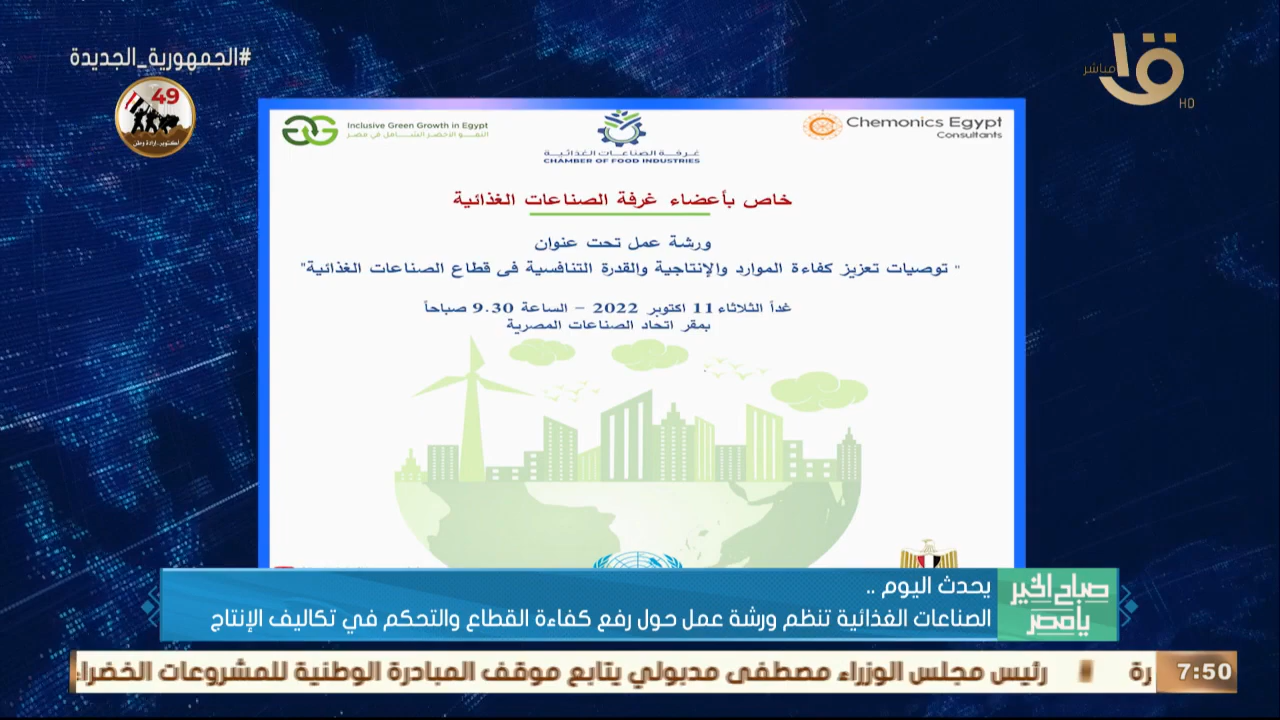 #الجمهورية_الجديدة
49
أكتوبر.. إرادة وطن
مباشر
HD
Inclusive Green Growth in Egypt
النمو الأخضر الشامل في مصر
غرفة الصناعات الغذائية
CHAMBER OF FOOD INDUSTRIES
Chemonics Egypt
Consultants
خاص بأعضاء غرفة الصناعات الغذائية
ورشة عمل تحت عنوان
" توصيات تعزيز كفاءة الموارد والإنتاجية والقدرة التنافسية فى قطاع الصناعات الغذائية"
غداً الثلاثاء 11 اكتوبر 2022 – الساعة 9.30 صباحاً
بمقر اتحاد الصناعات المصرية
صباح الخير
يا مصر
يحدث اليوم ..
الصناعات الغذائية تنظم ورشة عمل حول رفع كفاءة القطاع والتحكم في تكاليف الإنتاج
7:50
رة
رئيس مجلس الوزراء مصطفى مدبولي يتابع موقف المبادرة الوطنية للمشروعات الخضراء